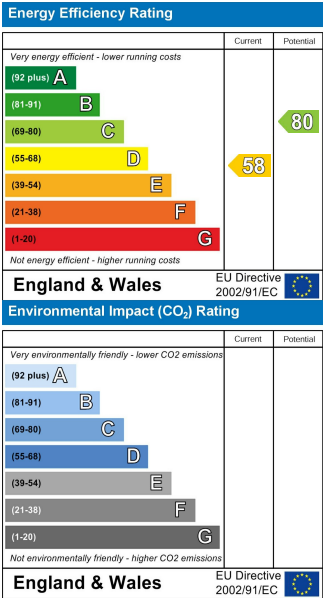 Energy Efficiency Rating
Current Potential
Very energy efficient - lower running costs
(92 plus) A
(81-91) B
(69-80) C
(55-68) D
(39-54) E
(21-38) F
(1-20) G
80
58
Not energy efficient - higher running costs
England & Wales
EU Directive
2002/91/EC
Environmental Impact (CO₂) Rating
Current Potential
Very environmentally friendly - lower CO2 emissions
(92 plus) A
(81-91) B
(69-80) C
(55-68) D
(39-54) E
(21-38) F
(1-20) G
Not environmentally friendly - higher CO2 emissions
England & Wales
EU Directive
2002/91/EC